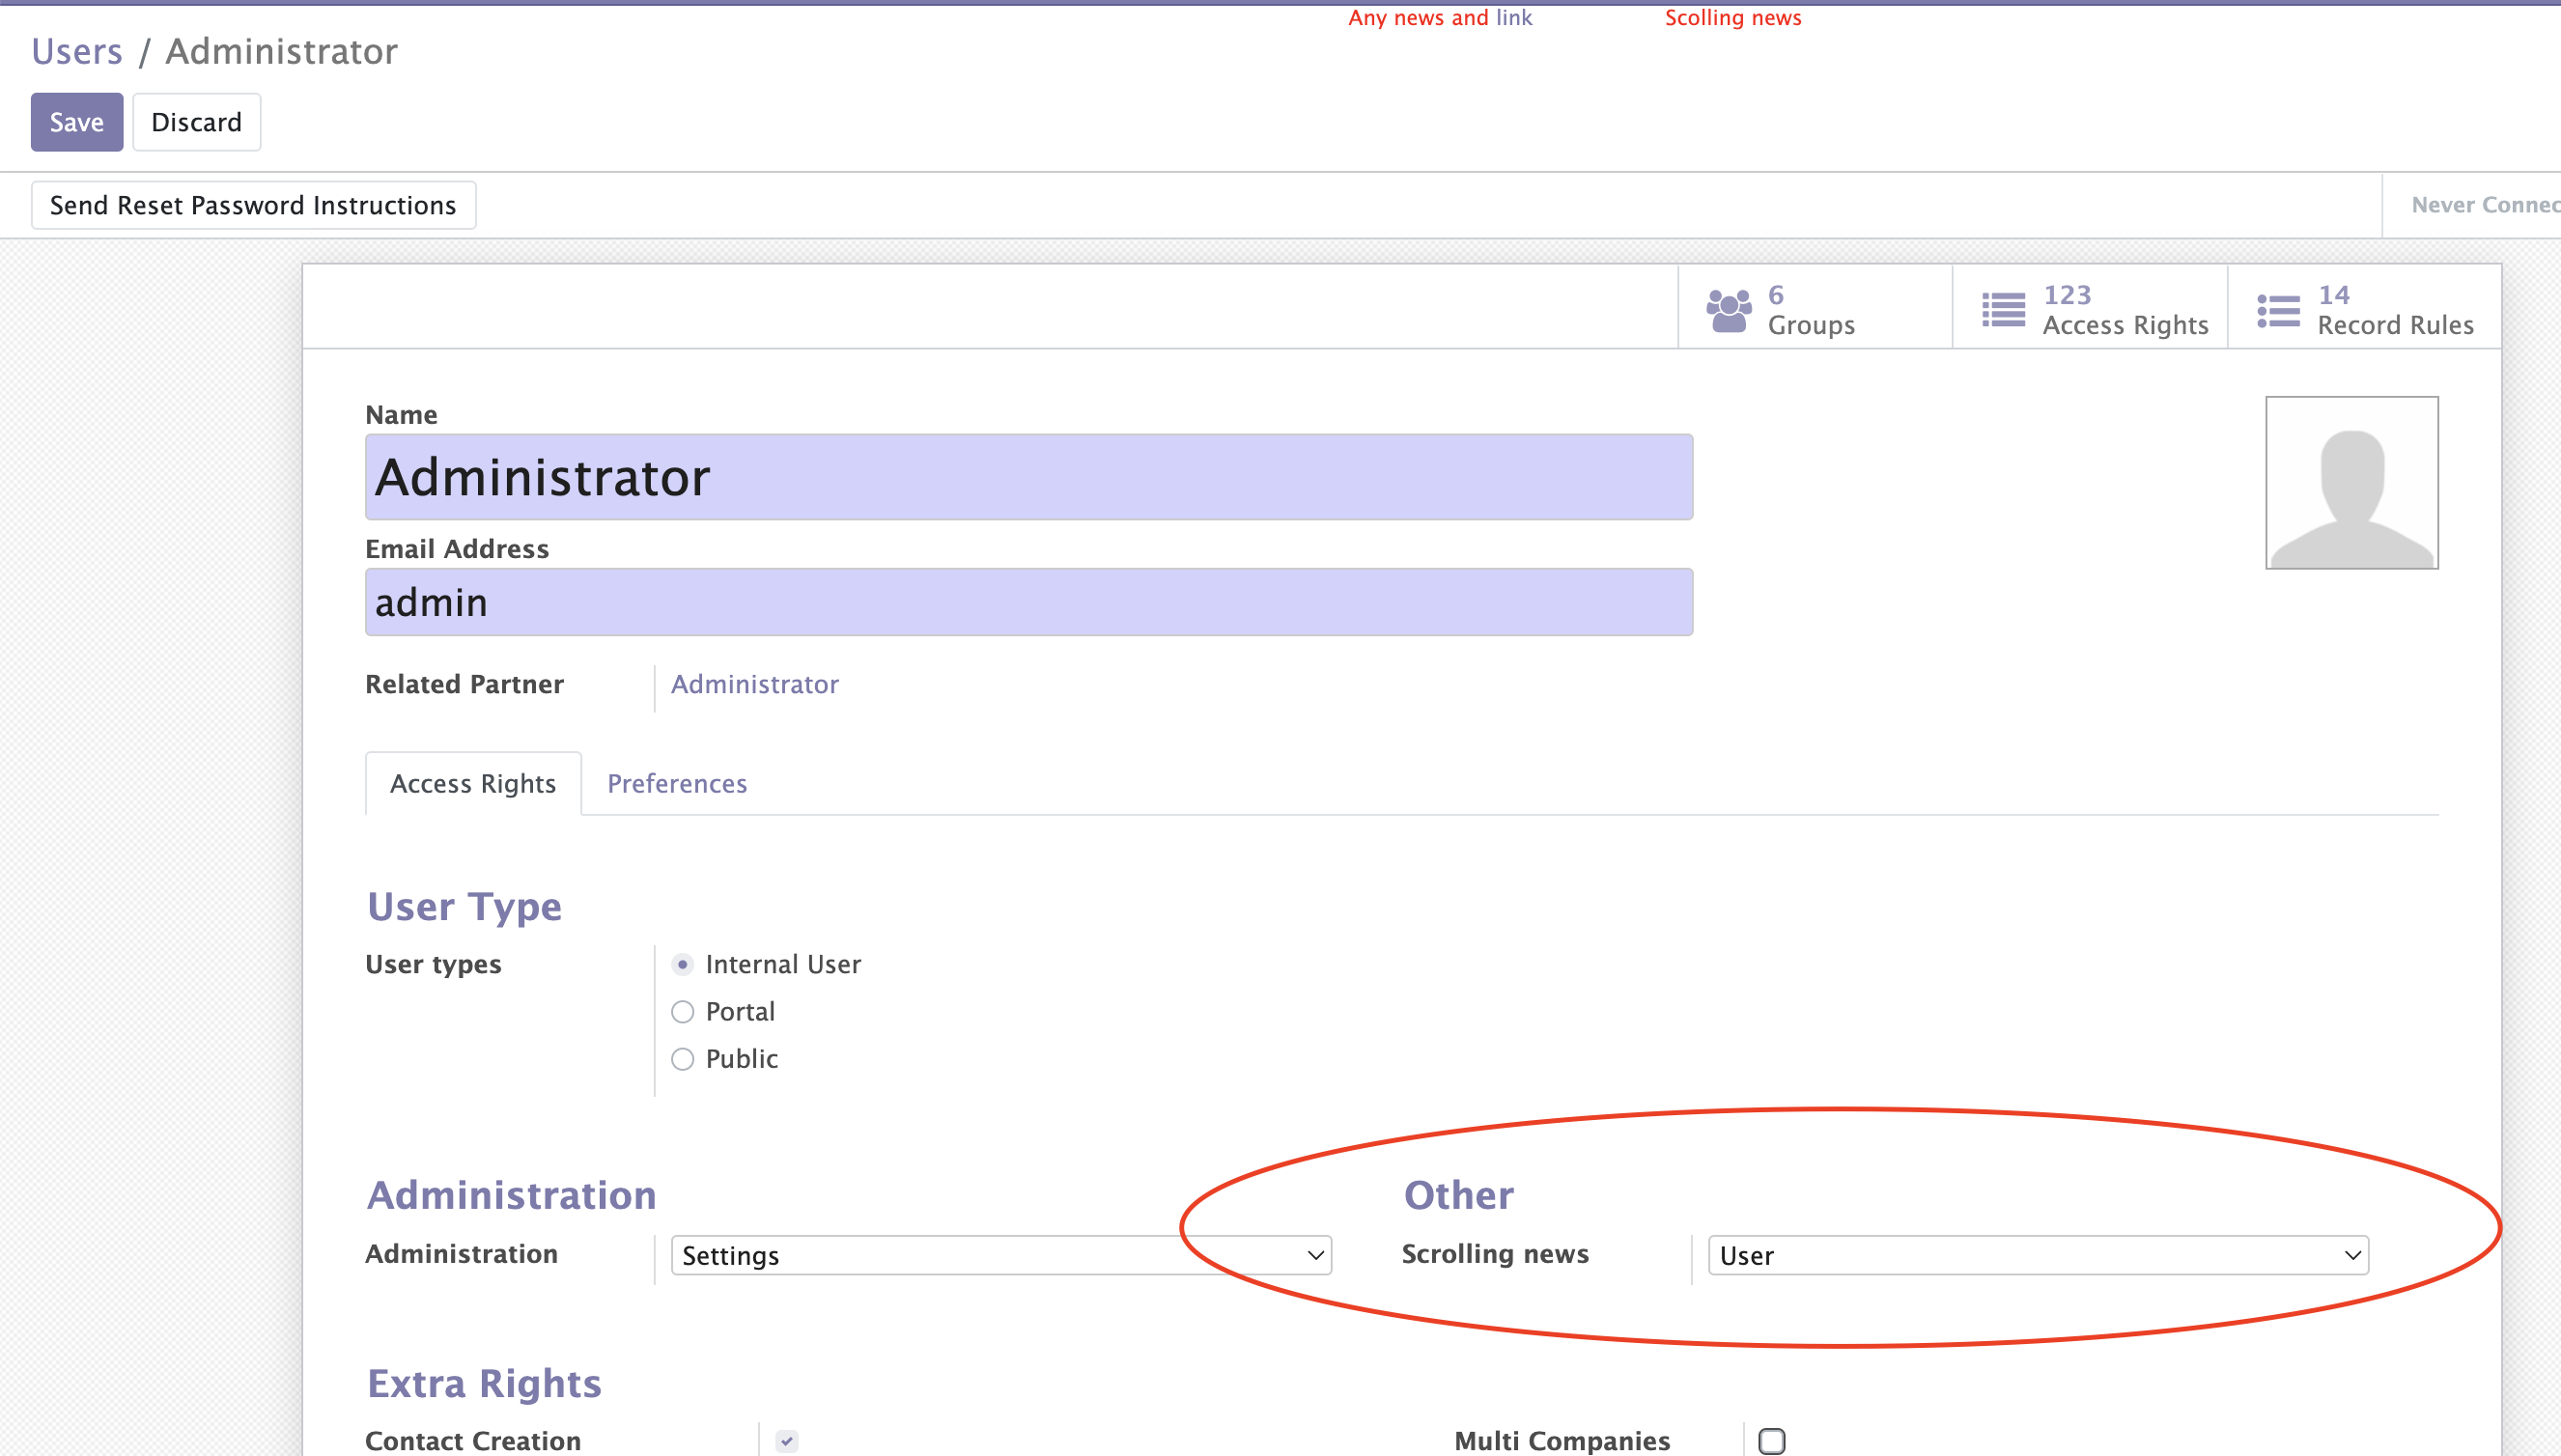 Any news and link Scolling news
Users / Administrator
Save Discard
Send Reset Password Instructions Never Connec
6 Groups 123 Access Rights 14 Record Rules
Name
Administrator
Email Address
admin
Related Partner Administrator
Access Rights Preferences
User Type
User types Internal User
Portal
Public
Administration Other
Administration Settings Scrolling news User
Extra Rights
Contact Creation Multi Companies